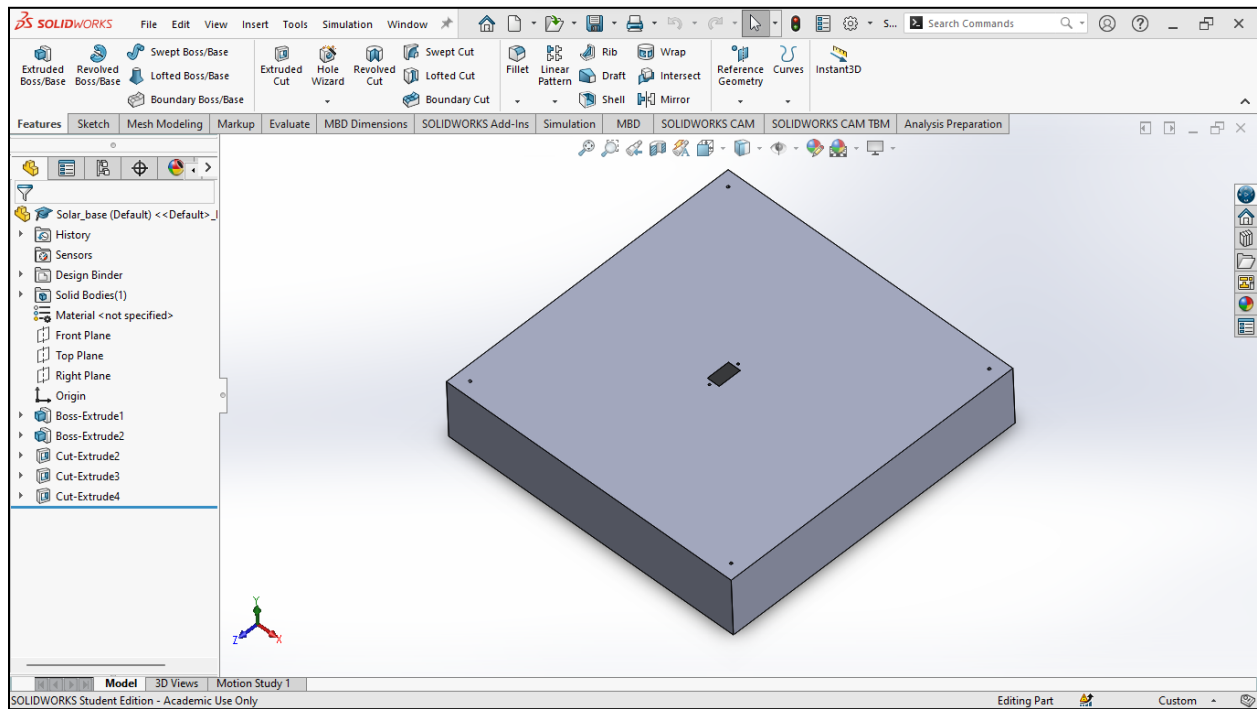 SOLIDWORKS File Edit View Insert Tools Simulation Window S... Search Commands
Extruded Boss/Base Revolved Boss/Base Swept Boss/Base Lofted Boss/Base Boundary Boss/Base Extruded Cut Hole Wizard Revolved Cut Swept Cut Lofted Cut Boundary Cut Fillet Linear Pattern Rib Draft Shell Wrap Intersect Mirror Reference Geometry Curves Instant3D
Features Sketch Mesh Modeling Markup Evaluate MBD Dimensions SOLIDWORKS Add-Ins Simulation MBD SOLIDWORKS CAM SOLIDWORKS CAM TBM Analysis Preparation
Solar_base (Default) <<Default>_
History
Sensors
Design Binder
Solid Bodies(1)
Material <not specified>
Front Plane
Top Plane
Right Plane
Origin
Boss-Extrude1
Boss-Extrude2
Cut-Extrude2
Cut-Extrude3
Cut-Extrude4
Y
Z X
Model 3D Views Motion Study 1
SOLIDWORKS Student Edition - Academic Use Only Editing Part Custom